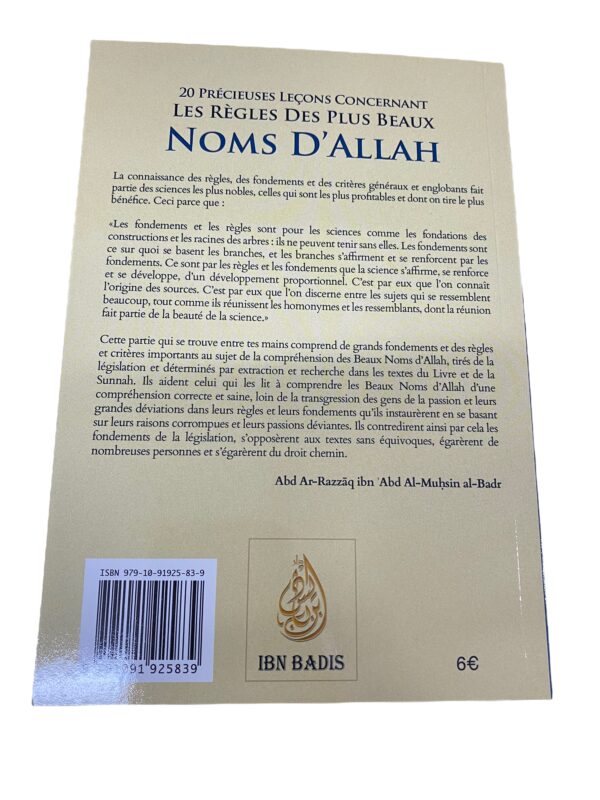 20 Précieuses Leçons Concernant
Les Règles Des Plus Beaux
Noms D'Allah
La connaissance des règles, des fondements et des critères généraux et englobants fait
partie des sciences les plus nobles, celles qui sont les plus profitables et dont on tire le plus
bénéfice. Ceci parce que :
«Les fondements et les règles sont pour les sciences comme les fondations des
constructions et les racines des arbres : ils ne peuvent tenir sans elles. Les fondements sont
ce sur quoi se basent les branches, et les branches s'affirment et se renforcent par les
fondements. Ce sont par les règles et les fondements que la science s'affirme, se renforce
et se développe, d'un développement proportionnel. C'est par eux que l'on connaît
l'origine des sources. C'est par eux que l'on discerne entre les sujets qui se ressemblent
beaucoup, tout comme ils réunissent les homonymes et les ressemblants, dont la réunion
fait partie de la beauté de la science.»
Cette partie qui se trouve entre tes mains comprend de grands fondements et des règles
et critères importants au sujet de la compréhension des Beaux Noms d'Allah, tirés de la
législation et déterminés par extraction et recherche dans les textes du Livre et de la
Sunnah. Ils aident celui qui les lit à comprendre les Beaux Noms d'Allah d'une
compréhension correcte et saine, loin de la transgression des gens de la passion et leurs
grandes déviations dans leurs règles et leurs fondements qu'ils instaurèrent en se basant
sur leurs raisons corrompues et leurs passions déviantes. Ils contredirent ainsi par cela les
fondements de la législation, s'opposèrent aux textes sans équivoques, égarèrent de
nombreuses personnes et s'égarèrent du droit chemin.
Abd Ar-Razzāq ibn ʿAbd Al-Muḥsin al-Badr
ISBN 979-10-91925-83-9
925839
IBN BADIS
6€